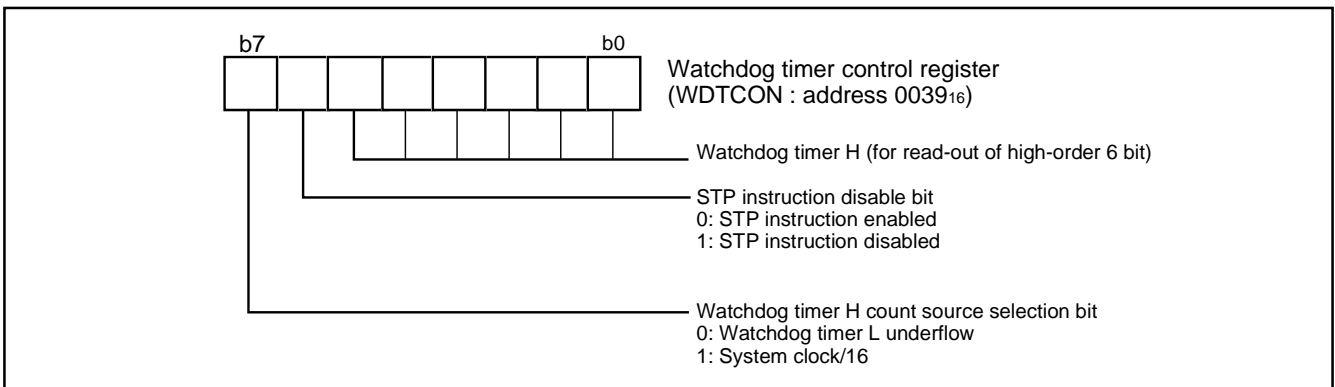 b7
b0
Watchdog timer control register
(WDTCON : address 0039₁₆)
Watchdog timer H (for read-out of high-order 6 bit)
STP instruction disable bit
0: STP instruction enabled
1: STP instruction disabled
Watchdog timer H count source selection bit
0: Watchdog timer L underflow
1: System clock/16